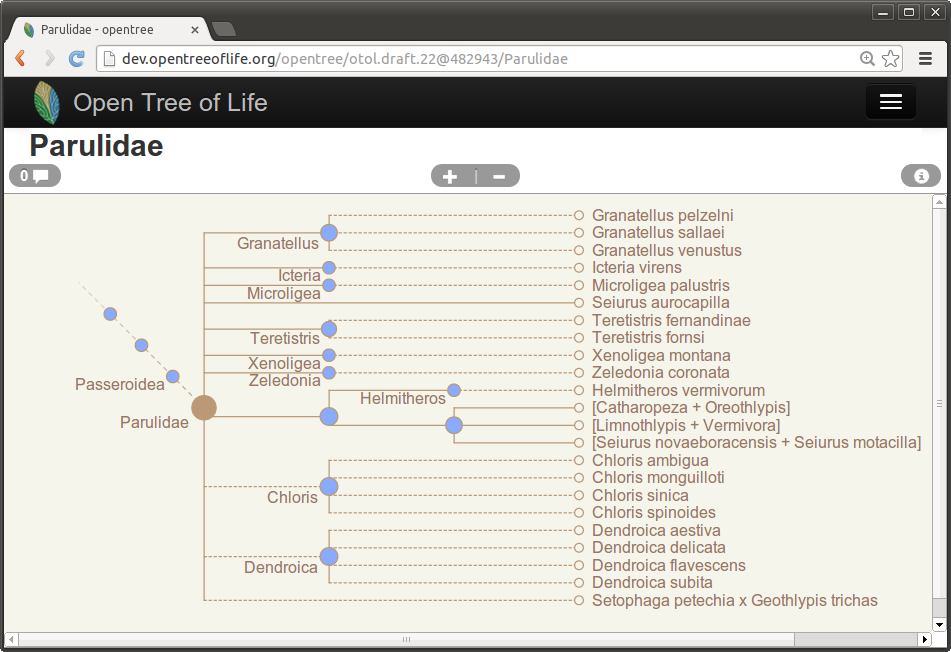 Parulidae - opentree
dev.opentreeoflife.org/opentree/otol.draft.22@482943/Parulidae
Open Tree of Life
Parulidae
0
Granatellus pelzelni
Granatellus sallaei
Granatellus
Granatellus venustus
Icteria virens
Icteria
Microligea palustris
Microligea
Seiurus aurocapilla
Teretistris fernandinae
Teretistris
Teretistris fornsi
Xenoligea montana
Xenoligea
Zeledonia coronata
Zeledonia
Passeroidea
Helmitheros vermivorum
Helmitheros
[Catharopeza + Oreothlypis]
Parulidae
[Limnothlypis + Vermivora]
[Seiurus novaeboracensis + Seiurus motacilla]
Chloris ambigua
Chloris monguilloti
Chloris
Chloris sinica
Chloris spinoides
Dendroica aestiva
Dendroica delicata
Dendroica
Dendroica flavescens
Dendroica subita
Setophaga petechia x Geothlypis trichas